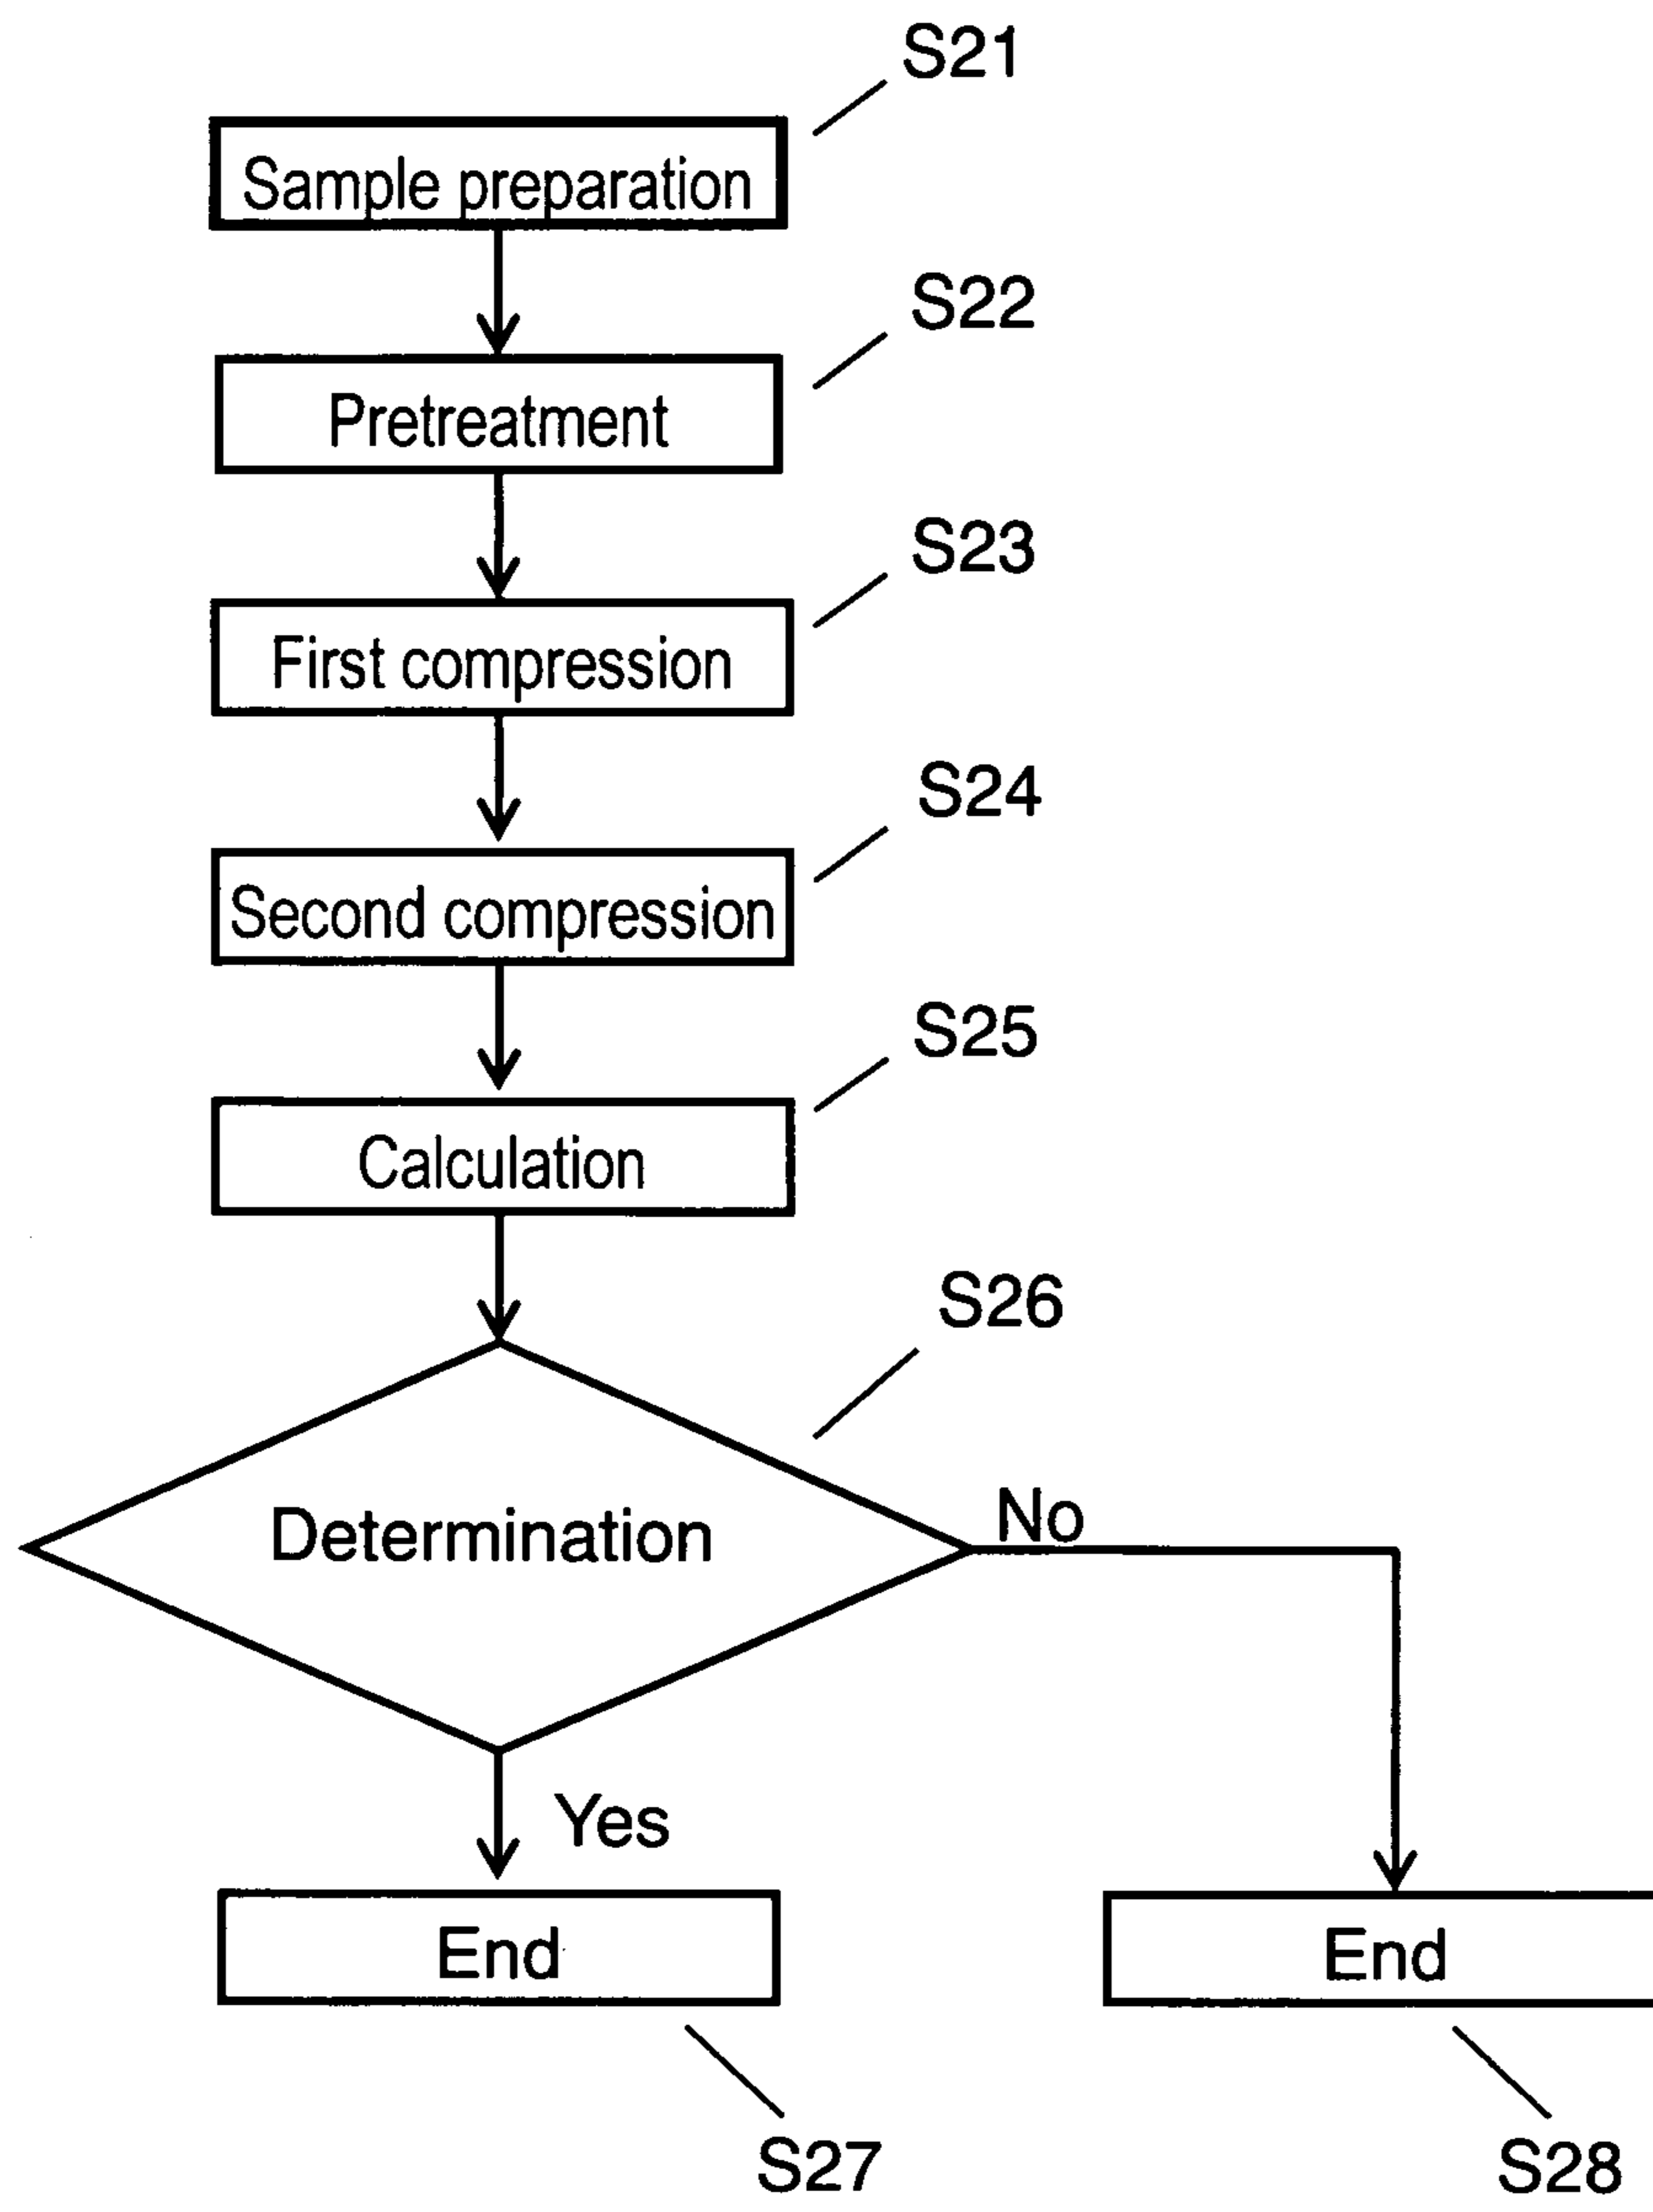 S21
Sample preparation
S22
Pretreatment
S23
First compression
S24
Second compression
S25
Calculation
S26
Determination
No
Yes
End
End
S27
S28